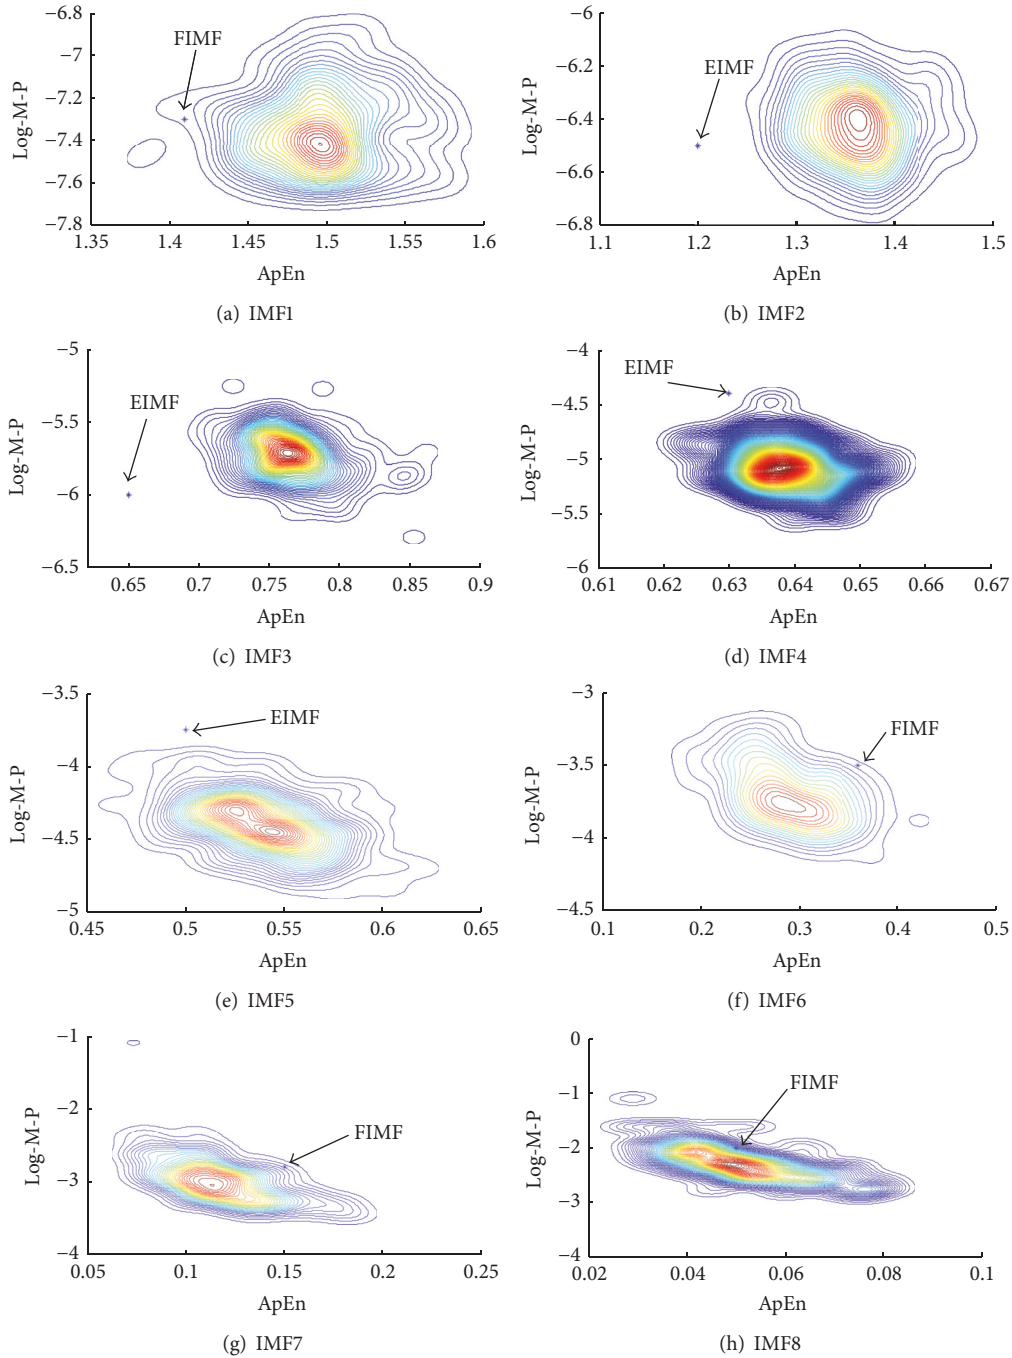 −6.8
−7
−7.2
−7.4
−7.6
−7.8
Log-M-P
FIMF
1.35 1.4 1.45 1.5 1.55 1.6
ApEn
(a) IMF1
−6
−6.2
−6.4
−6.6
−6.8
Log-M-P
EIMF
1.1 1.2 1.3 1.4 1.5
ApEn
(b) IMF2
−5
−5.5
−6
−6.5
Log-M-P
EIMF
0.65 0.7 0.75 0.8 0.85 0.9
ApEn
(c) IMF3
−4
−4.5
−5
−5.5
−6
Log-M-P
EIMF
0.61 0.62 0.63 0.64 0.65 0.66 0.67
ApEn
(d) IMF4
−3.5
−4
−4.5
−5
Log-M-P
EIMF
0.45 0.5 0.55 0.6 0.65
ApEn
(e) IMF5
−3
−3.5
−4
−4.5
Log-M-P
FIMF
0.1 0.2 0.3 0.4 0.5
ApEn
(f) IMF6
−1
−2
−3
−4
Log-M-P
FIMF
0.05 0.1 0.15 0.2 0.25
ApEn
(g) IMF7
0
−1
−2
−3
−4
Log-M-P
FIMF
0.02 0.04 0.06 0.08 0.1
ApEn
(h) IMF8